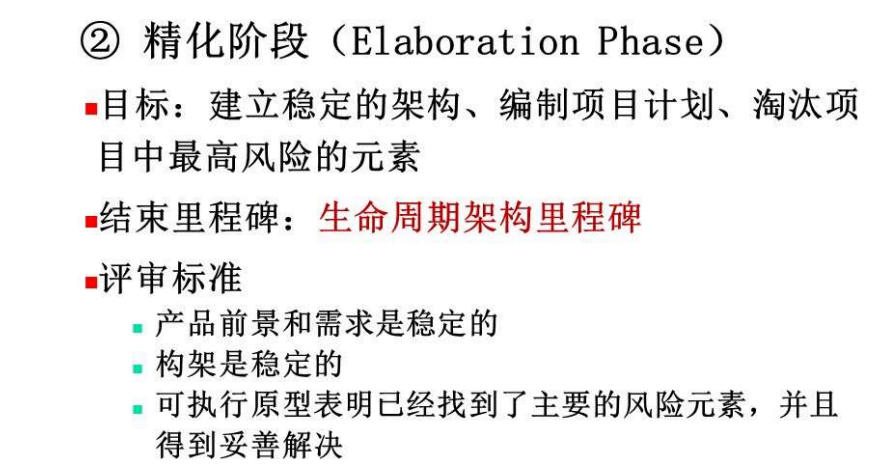 ② 精化阶段（Elaboration Phase）
■目标：建立稳定的架构、编制项目计划、淘汰项
目中最高风险的元素
■结束里程碑：生命周期架构里程碑
■评审标准
■ 产品前景和需求是稳定的
■ 构架是稳定的
■ 可执行原型表明已经找到了主要的风险元素，并且
得到妥善解决